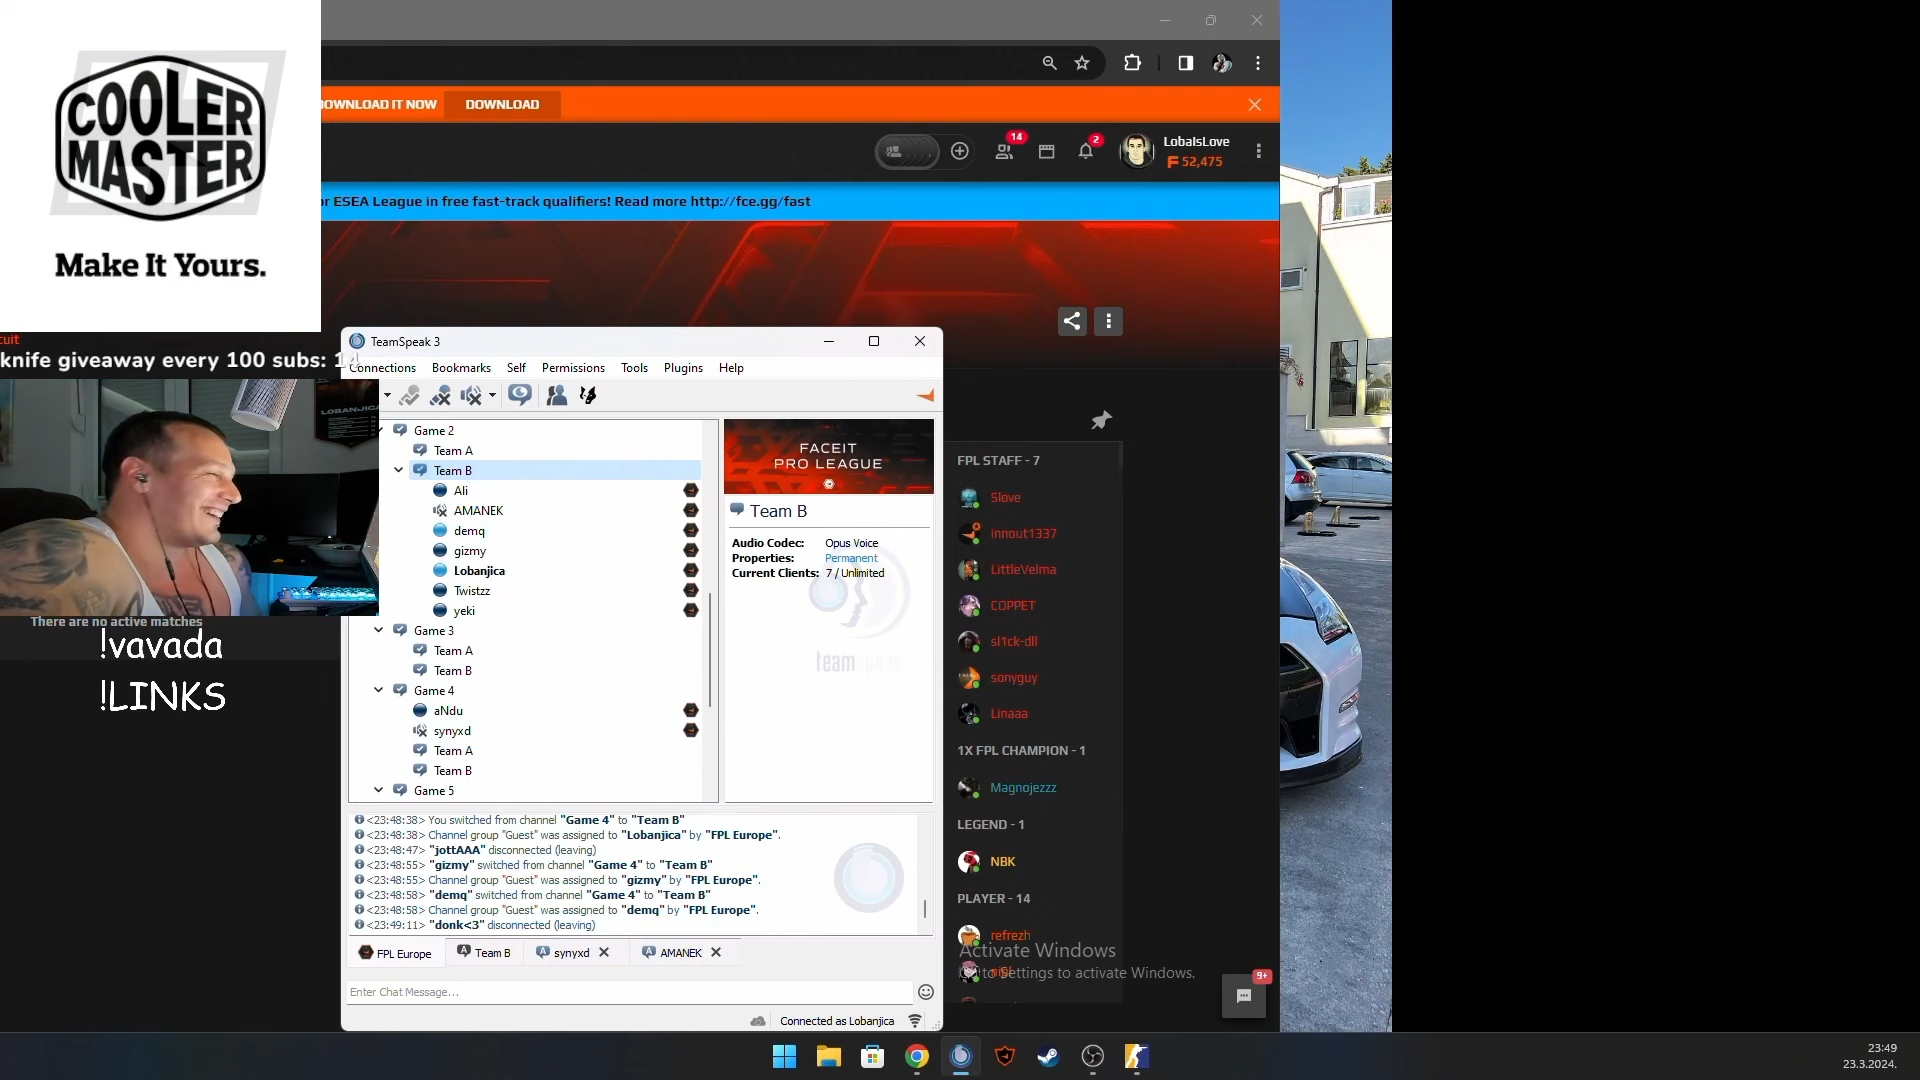 COOLER
MASTER
Make It Yours.
DOWNLOAD IT NOW
DOWNLOAD
14
2
LobaIsLove
52,475
or ESEA League in free fast-track qualifiers! Read more http://fce.gg/fast
cuit
knife giveaway every 100 subs: 14
LOBANJICA
There are no active matches
!vavada
!LINKS
TeamSpeak 3
Connections Bookmarks Self Permissions Tools Plugins Help
Game 2
Team A
Team B
Ali
AMANEK
demq
gizmy
Lobanjica
Twistzz
yeki
Game 3
Team A
Team B
Game 4
aNdu
synyxd
Team A
Team B
Game 5
FACEIT
PRO LEAGUE
Team B
Audio Codec: Opus Voice
Properties: Permanent
Current Clients: 7 / Unlimited
teamspeak
<23:48:38> You switched from channel "Game 4" to "Team B"
<23:48:38> Channel group "Guest" was assigned to "Lobanjica" by "FPL Europe".
<23:48:47> "jottAAA" disconnected (leaving)
<23:48:55> "gizmy" switched from channel "Game 4" to "Team B"
<23:48:55> Channel group "Guest" was assigned to "gizmy" by "FPL Europe".
<23:48:58> "demq" switched from channel "Game 4" to "Team B"
<23:48:58> Channel group "Guest" was assigned to "demq" by "FPL Europe".
<23:49:11> "donk<3" disconnected (leaving)
FPL Europe
Team B
synyxd
AMANEK
Enter Chat Message...
Connected as Lobanjica
FPL STAFF - 7
Slove
innout1337
LittleVelma
COPPET
sl1ck-dll
sonyguy
Linaaa
1X FPL CHAMPION - 1
Magnojezzz
LEGEND - 1
NBK
PLAYER - 14
refrezh
Activate Windows
to Settings to activate Windows.
9+
23:49
23.3.2024.